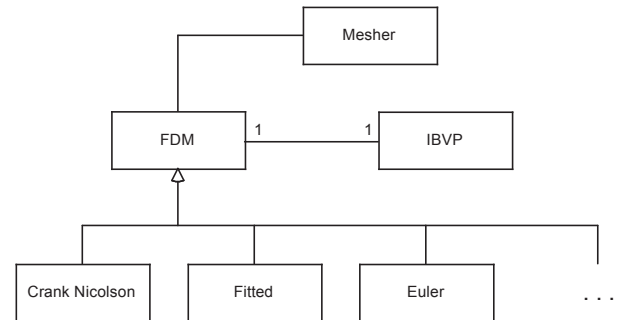 Mesher
FDM
1
1
IBVP
Crank Nicolson
Fitted
Euler
. . .